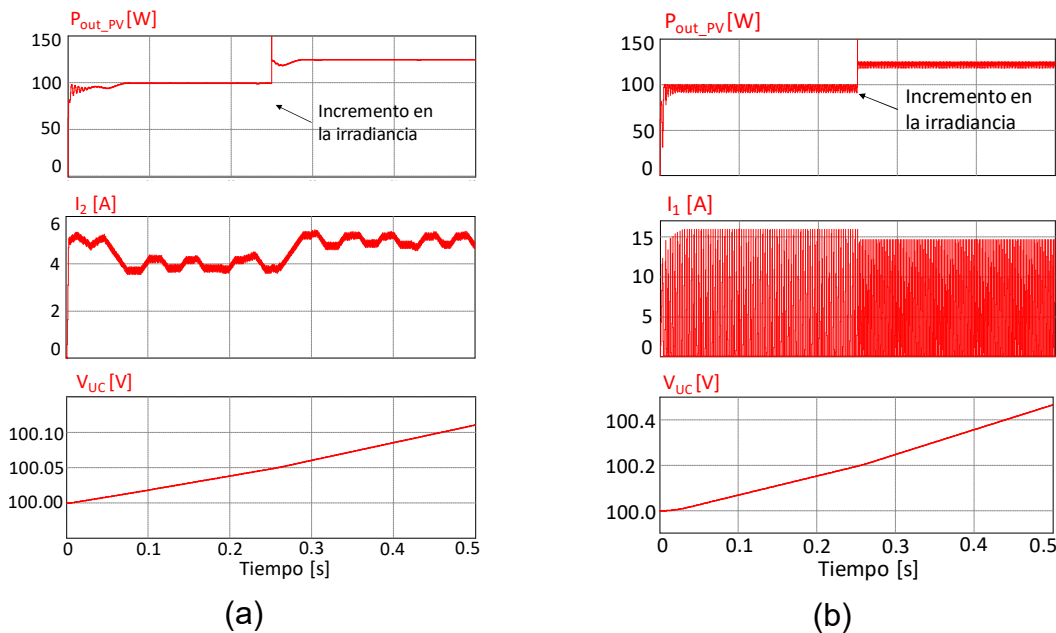 P_out_PV [W]
150
100
50
0
Incremento en
la irradiancia
I_2 [A]
6
4
2
0
V_UC [V]
100.10
100.05
100.00
0 0.1 0.2 0.3 0.4 0.5
Tiempo [s]
(a)
P_out_PV [W]
150
100
50
0
Incremento en
la irradiancia
I_1 [A]
15
10
5
0
V_UC [V]
100.4
100.2
100.0
0 0.1 0.2 0.3 0.4 0.5
Tiempo [s]
(b)